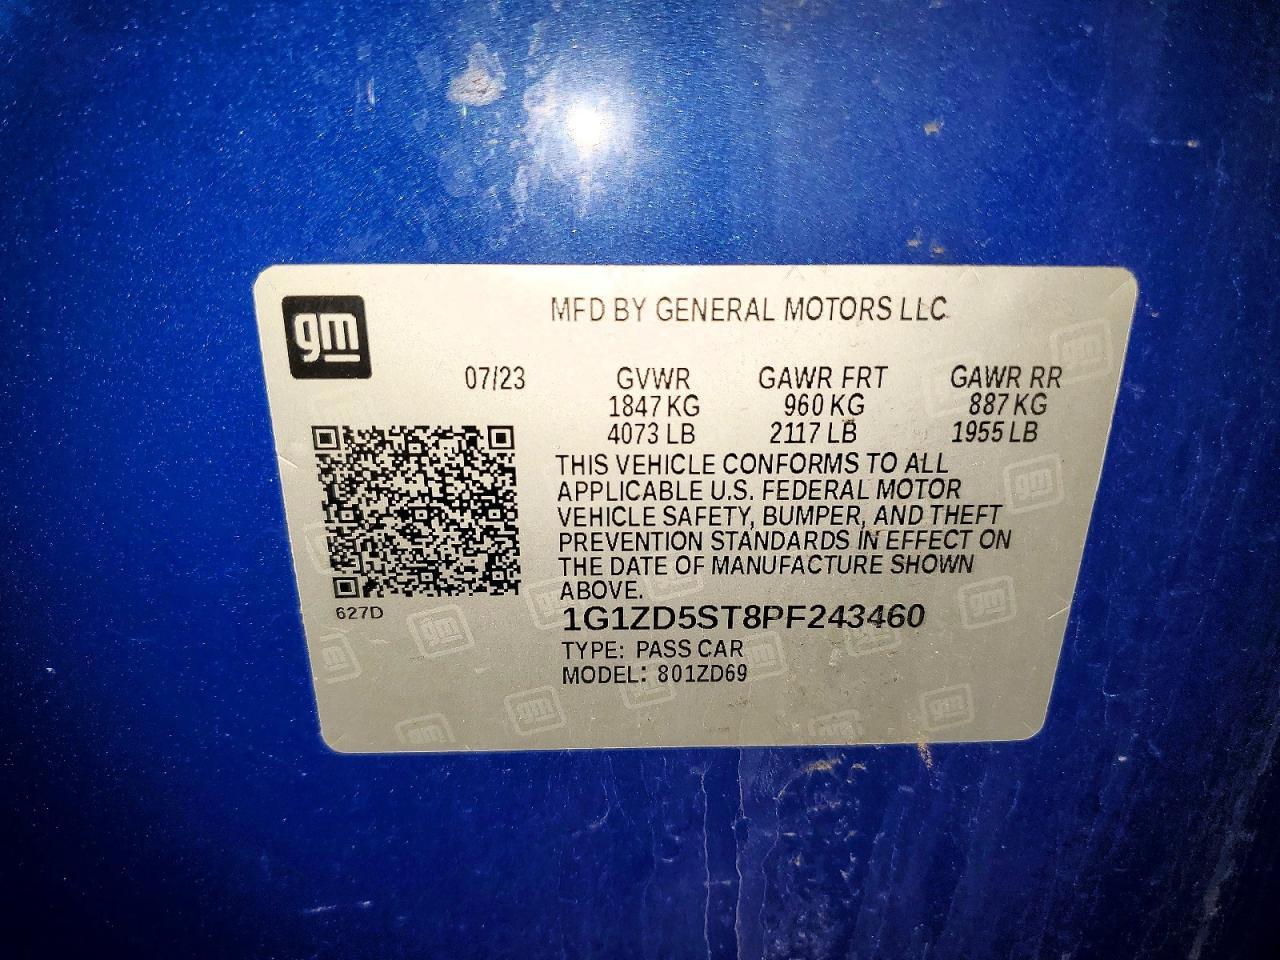 gm
MFD BY GENERAL MOTORS LLC
07/23 GVWR GAWR FRT GAWR RR
1847 KG 960 KG 887 KG
4073 LB 2117 LB 1955 LB
THIS VEHICLE CONFORMS TO ALL
APPLICABLE U.S. FEDERAL MOTOR
VEHICLE SAFETY, BUMPER, AND THEFT
PREVENTION STANDARDS IN EFFECT ON
THE DATE OF MANUFACTURE SHOWN
ABOVE.
627D
1G1ZD5ST8PF243460
TYPE: PASS CAR
MODEL: 801ZD69